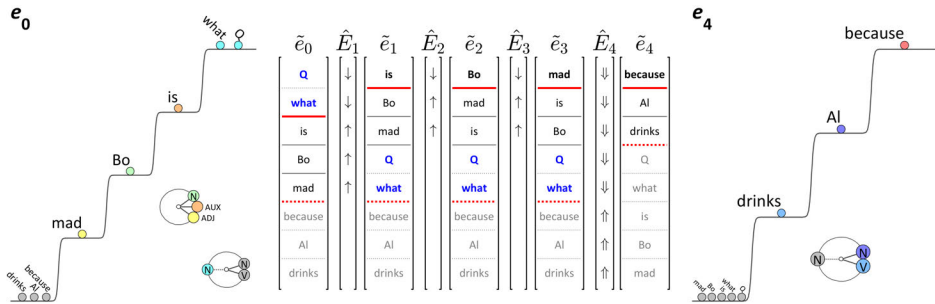 e0
what Q
is
Bo
mad
drinks Al because
N
AUX
ADJ
N N V
ẽ0 Ê1 ẽ1 Ê2 ẽ2 Ê3 ẽ3 Ê4 ẽ4
Q ↓ is ↓ Bo ↓ mad ⇓ because
what ↓ Bo ↑ mad ↑ is ⇓ Al
is ↑ mad ↑ is ↑ Bo ⇓ drinks
Bo ↑ Q Q Q ⇓ Q
mad ↑ what what what ⇓ what
because because because because ⇑ is
Al Al Al Al ⇑ Bo
drinks drinks drinks drinks ⇑ mad
e4
because
Al
drinks
mad Bo is what Q
N N V